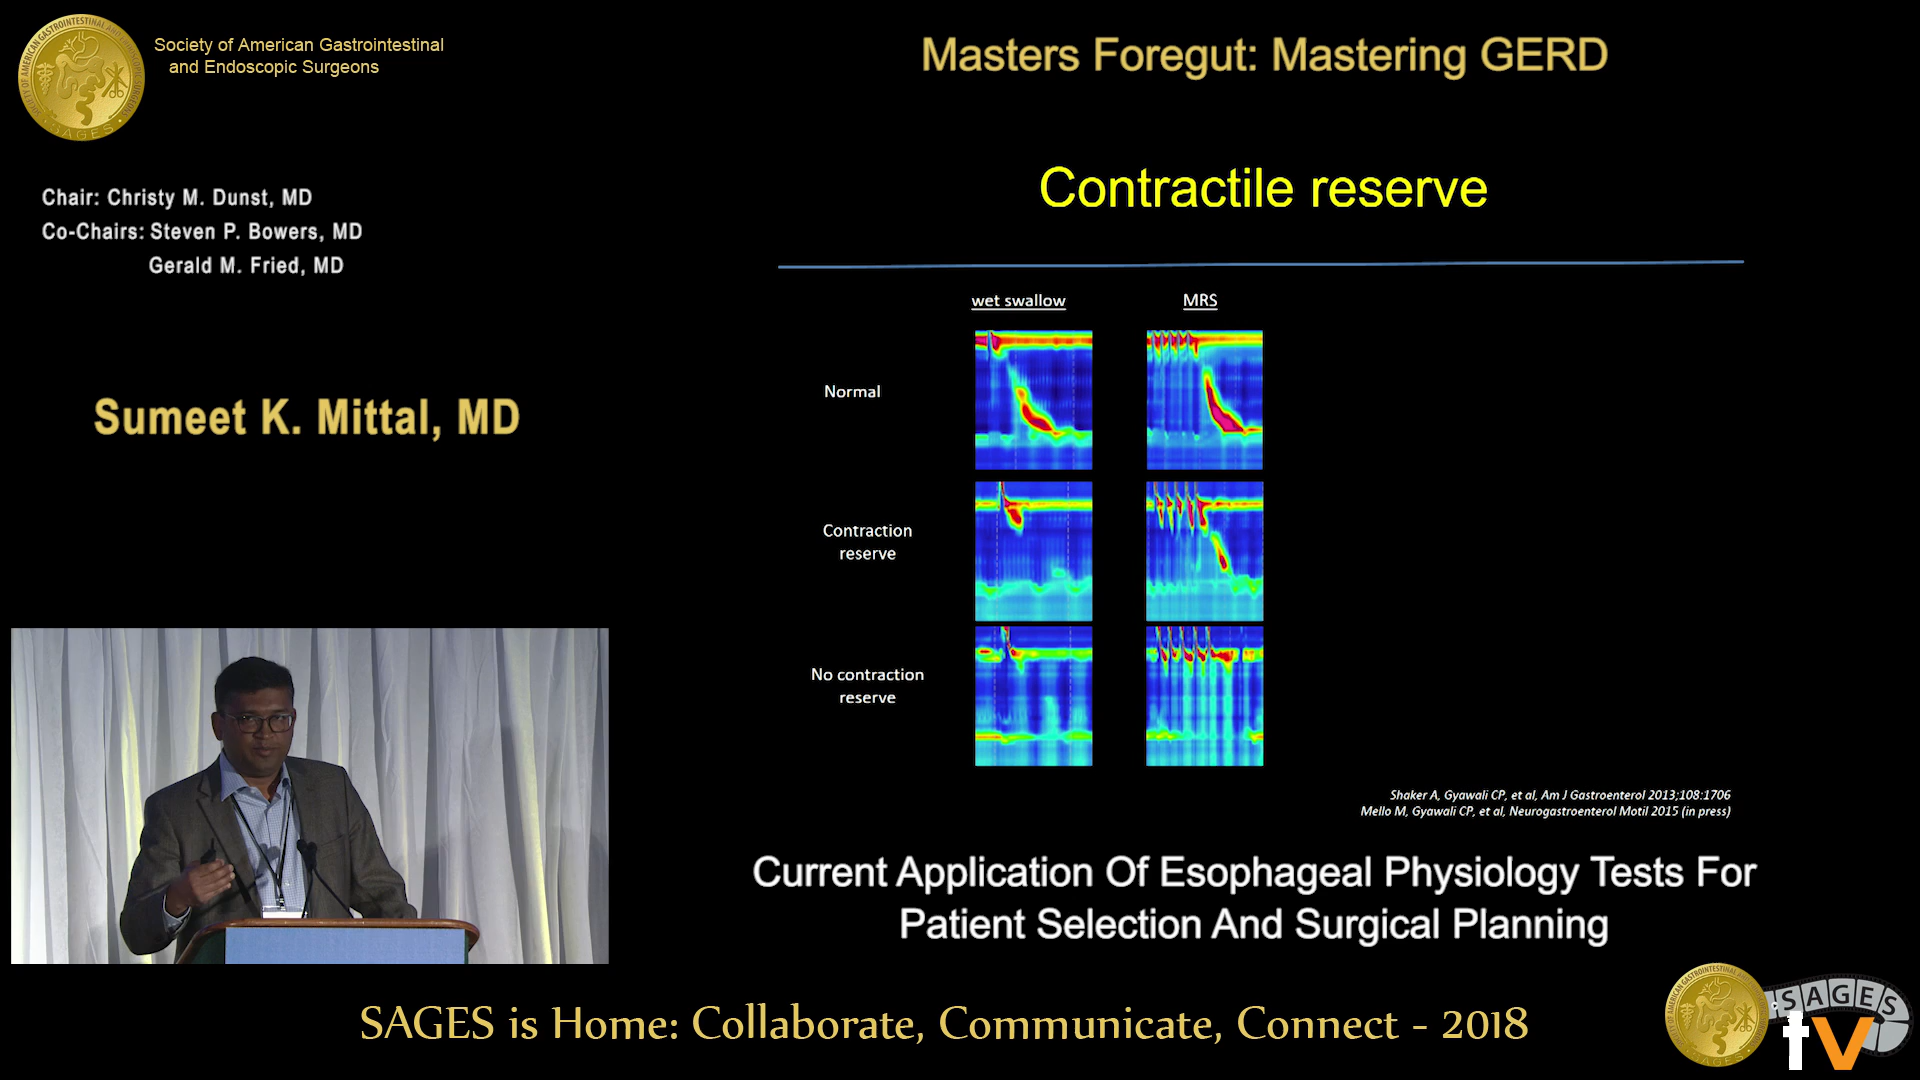 Society of American Gastrointestinal
and Endoscopic Surgeons
Masters Foregut: Mastering GERD
Chair: Christy M. Dunst, MD
Co-Chairs: Steven P. Bowers, MD
Gerald M. Fried, MD
Sumeet K. Mittal, MD
Contractile reserve
wet swallow
MRS
Normal
Contraction
reserve
No contraction
reserve
Shaker A, Gyawali CP, et al, Am J Gastroenterol 2013;108:1706
Mello M, Gyawali CP, et al, Neurogastroenterol Motil 2015 (in press)
Current Application Of Esophageal Physiology Tests For
Patient Selection And Surgical Planning
SAGES is Home: Collaborate, Communicate, Connect - 2018
SAGES
tv